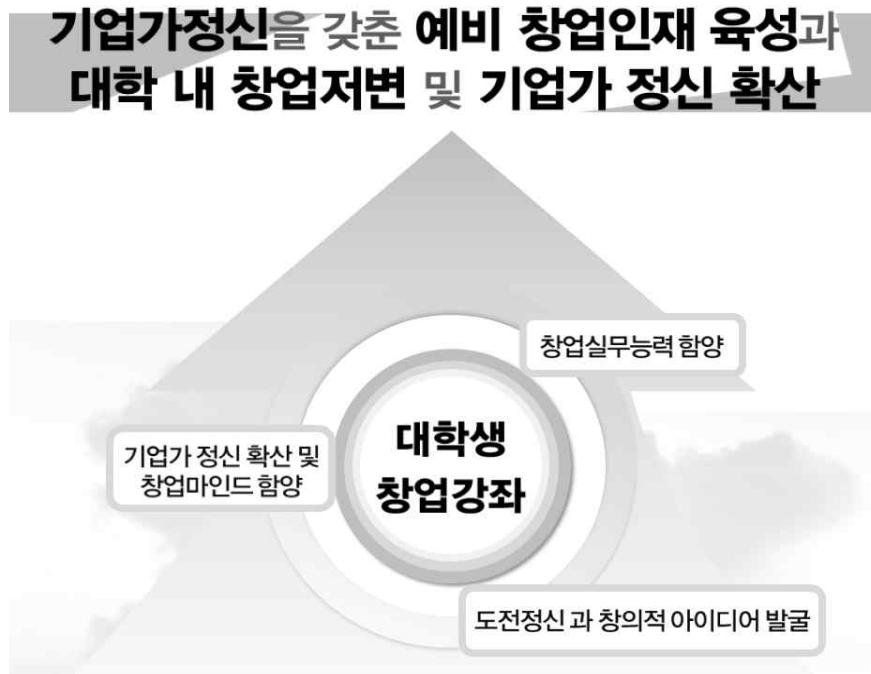 기업가정신을 갖춘 예비 창업인재 육성과
대학 내 창업저변 및 기업가 정신 확산
창업실무능력 함양
기업가 정신 확산 및
창업마인드 함양
대학생
창업강좌
도전정신 과 창의적 아이디어 발굴